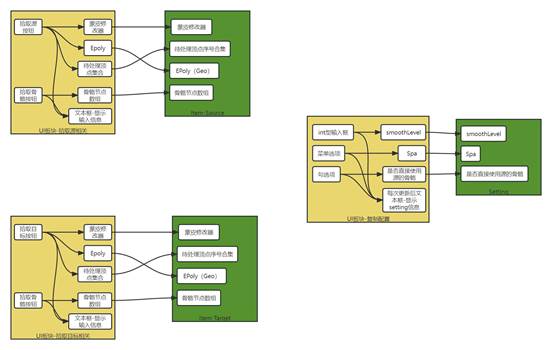 拾取源
按钮
蒙皮修改
器
Epoly
待处理顶
点集合
拾取骨
骼按钮
骨骼节点
数组
文本框-显示
输入信息
UI板块-拾取源相关
蒙皮修改器
待处理顶点序号合集
EPoly（Geo）
骨骼节点数组
Item Source
int型输入框
smoothLevel
菜单选项
Spa
勾选项
是否直接使用
源的骨骼
每次更新后文
本框-显示
setting信息
UI板块-复制配置
smoothLevel
Spa
是否直接使用源的骨骼
Setting
拾取目
标按钮
蒙皮修改
器
Epoly
待处理顶
点集合
拾取骨
骼按钮
骨骼节点
数组
文本框-显示
输入信息
UI板块-拾取目标相关
蒙皮修改器
待处理顶点序号合集
EPoly（Geo）
骨骼节点数组
Item Target